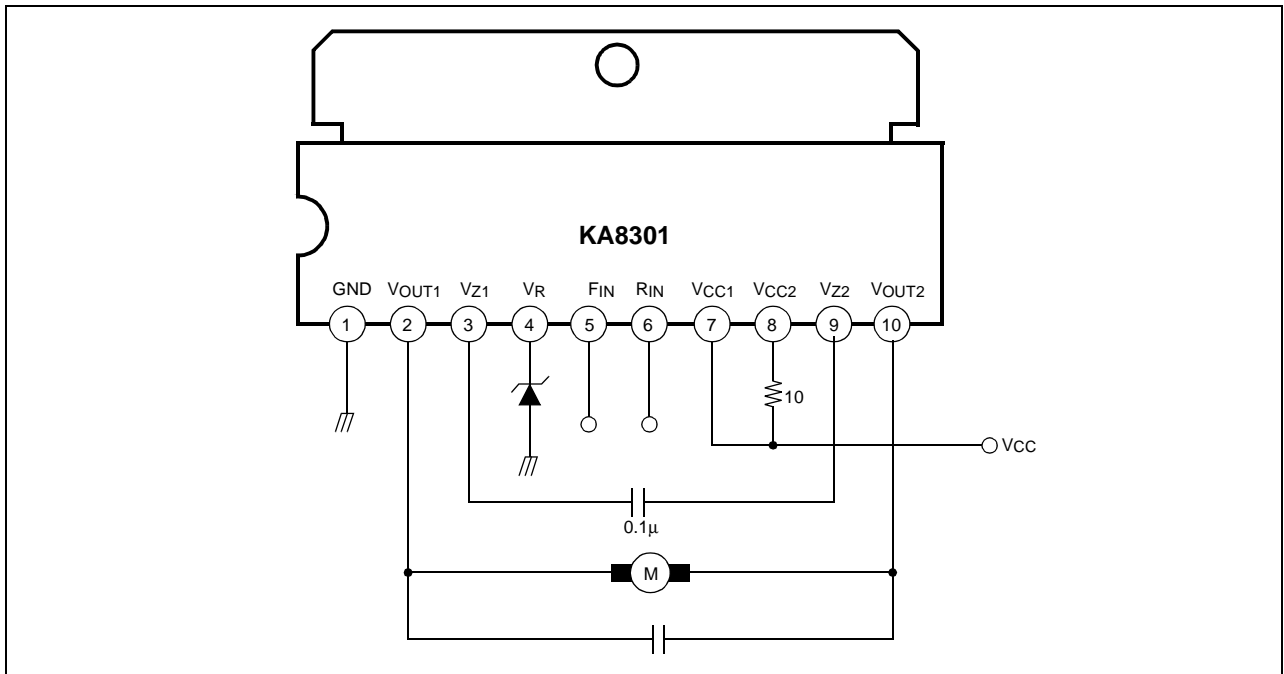 KA8301
GND VOUT1 VZ1 VR FIN RIN VCC1 VCC2 VZ2 VOUT2
1 2 3 4 5 6 7 8 9 10
10
VCC
0.1μ
M